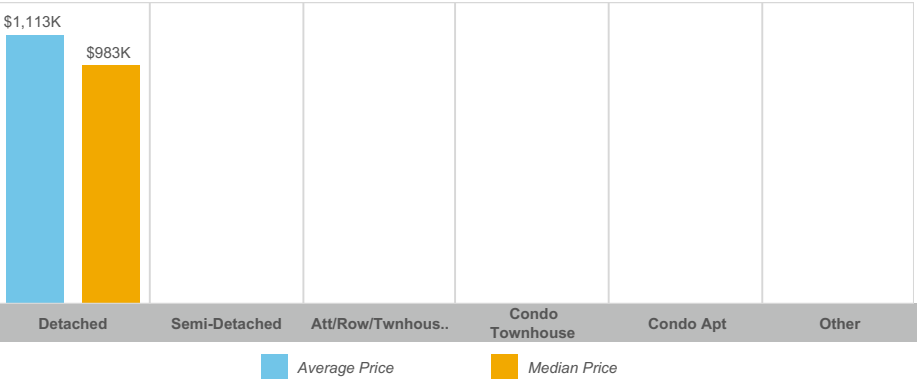 $1,113K
$983K
Detached
Semi-Detached
Att/Row/Twnhous..
Condo
Townhouse
Condo Apt
Other
Average Price
Median Price